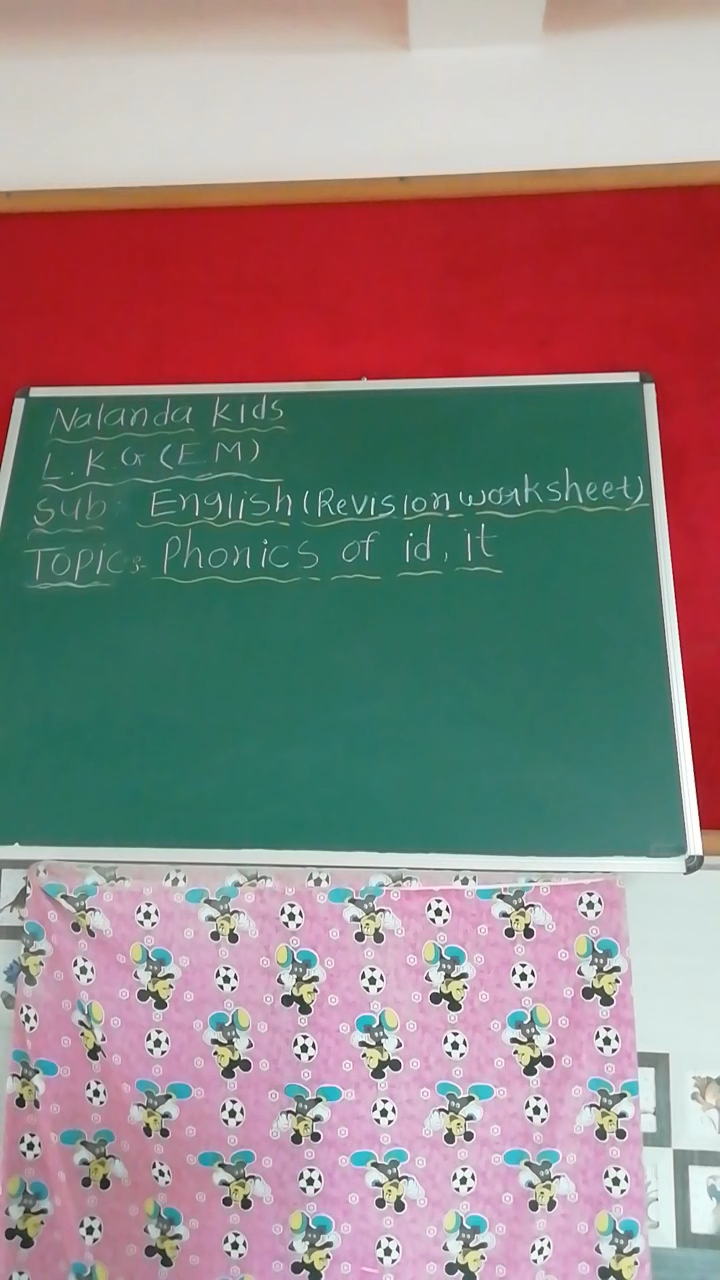 Nalanda kids
L.K.G (E M)
Sub: English (Revision worksheet)
Topic:- Phonics of id, it